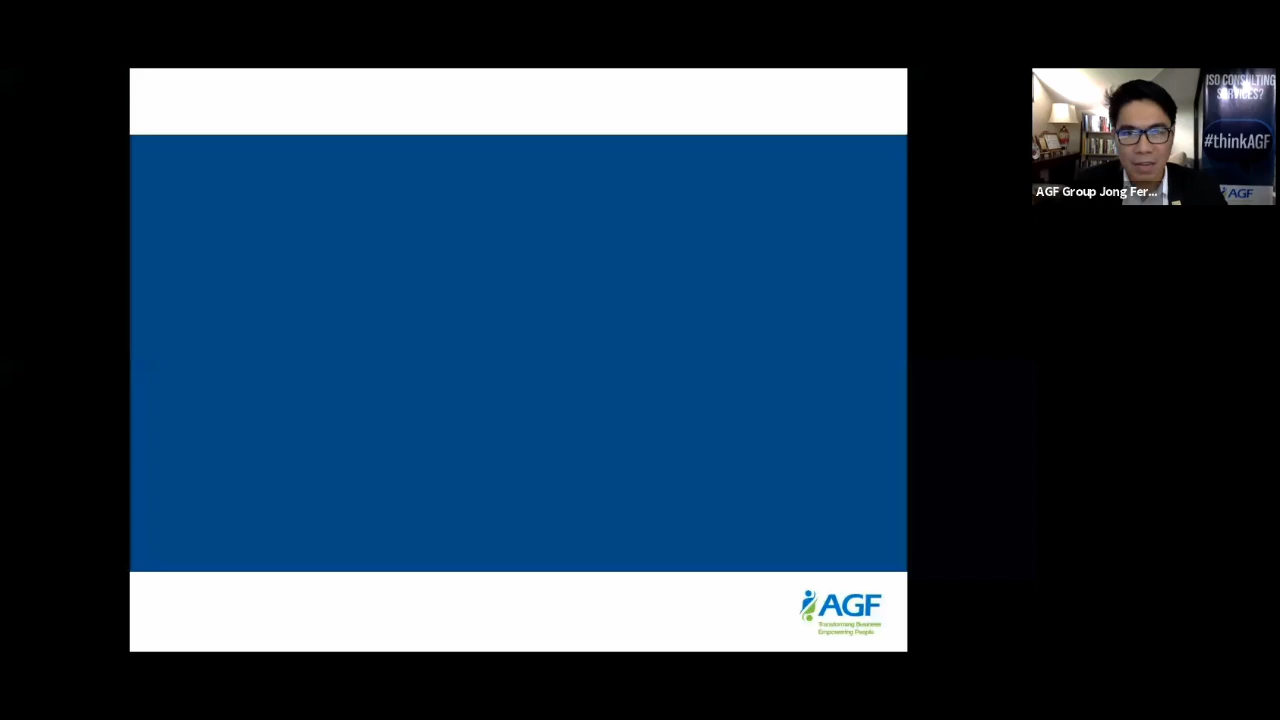 ISO CONSULTING
SERVICES?
#thinkAGF
AGF
AGF Group Jong Fer...
AGF
Transforming Business
Empowering People